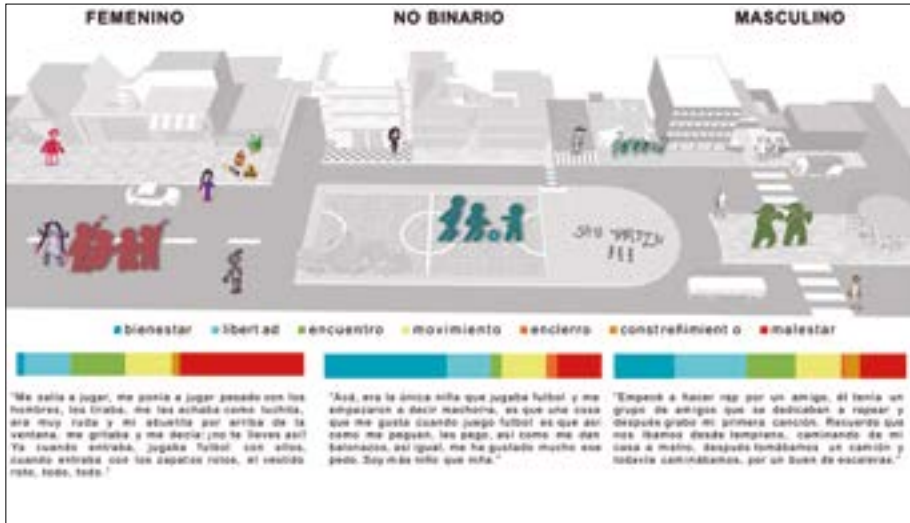 FEMENINO
NO BINARIO
MASCULINO
SAN MARTIN
bienestar libertad encuentro movimiento encierro constreñimiento malestar
"Me salía a jugar, me ponía a jugar pesado con los
hombres, los tiraba, me los echaba como luchita,
era muy ruda y mi abuelita por arriba de la
ventana, me gritaba y me decía: ¡no te lleves así!
Ya cuando entraba, jugaba futbol con ellos,
cuando entraba con los zapatos rotos, el vestido
roto, todo, todo."
"Acá, era la única niña que jugaba futbol y me
empezaron a decir machorra, es que una cosa
que me gusta cuando juego futbol es que así
como me pegan, les pego, así como me dan
balonazos, así igual, me ha gustado mucho ese
pedo. Soy más niño que niña."
"Empecé a hacer rap por un amigo, él tenía un
grupo de amigos que se dedicaban a rapear y
después grabo mi primera canción. Recuerdo que
nos íbamos desde temprano, caminando de mi
casa a metro, después tomábamos un camión y
todavía caminábamos, por un buen de escaleras."